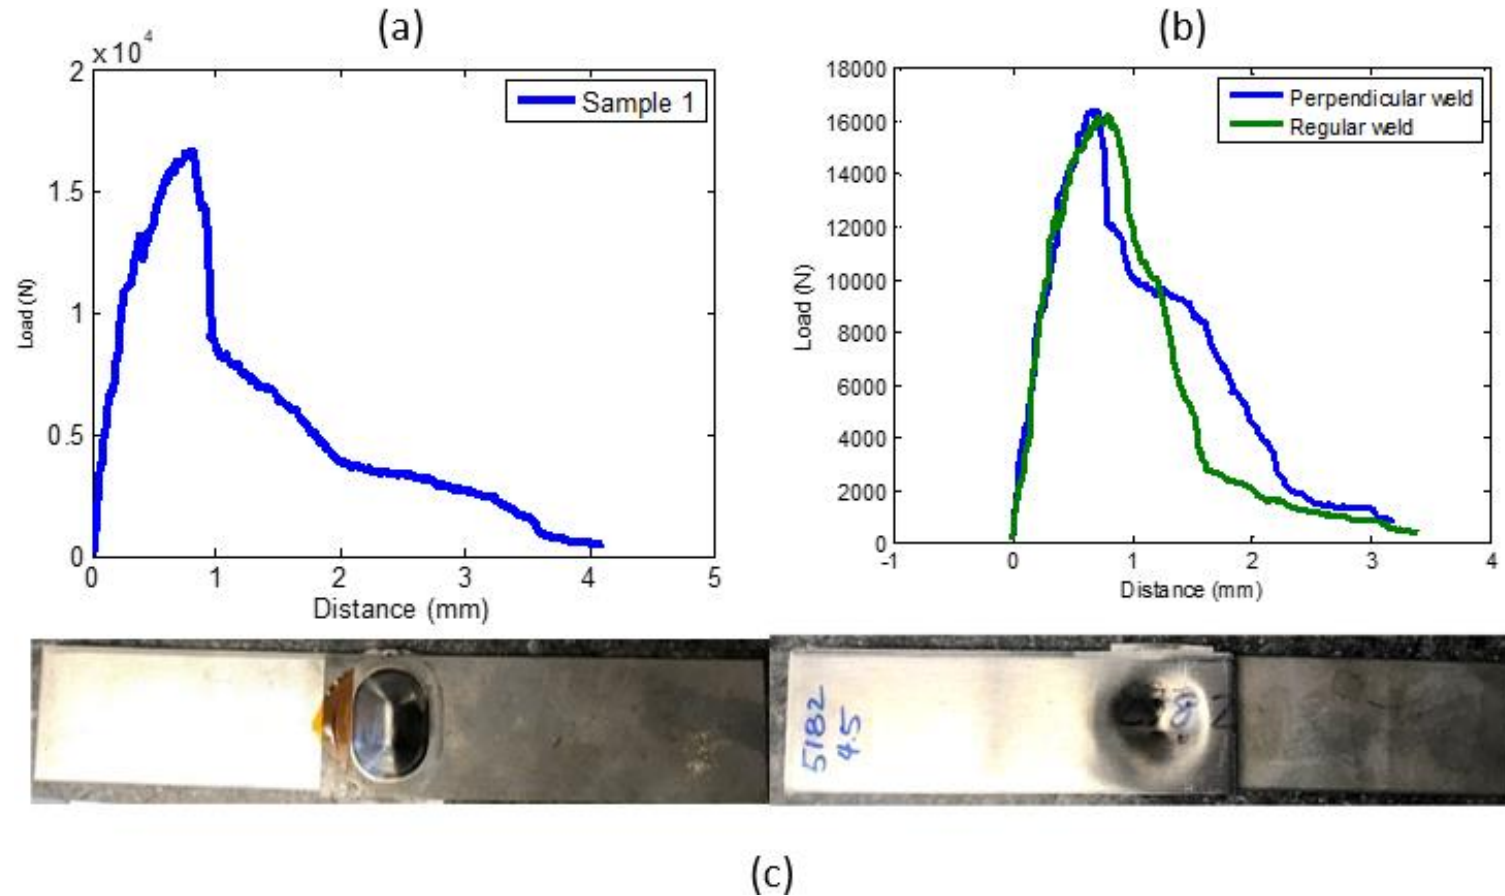 (a)
×10⁴
2
1.5
1
0.5
0
Load (N)
Sample 1
0 1 2 3 4 5
Distance (mm)
(b)
18000
16000
14000
12000
10000
8000
6000
4000
2000
0
Load (N)
Perpendicular weld
Regular weld
-1 0 1 2 3 4
Distance (mm)
5182
4.5
(c)